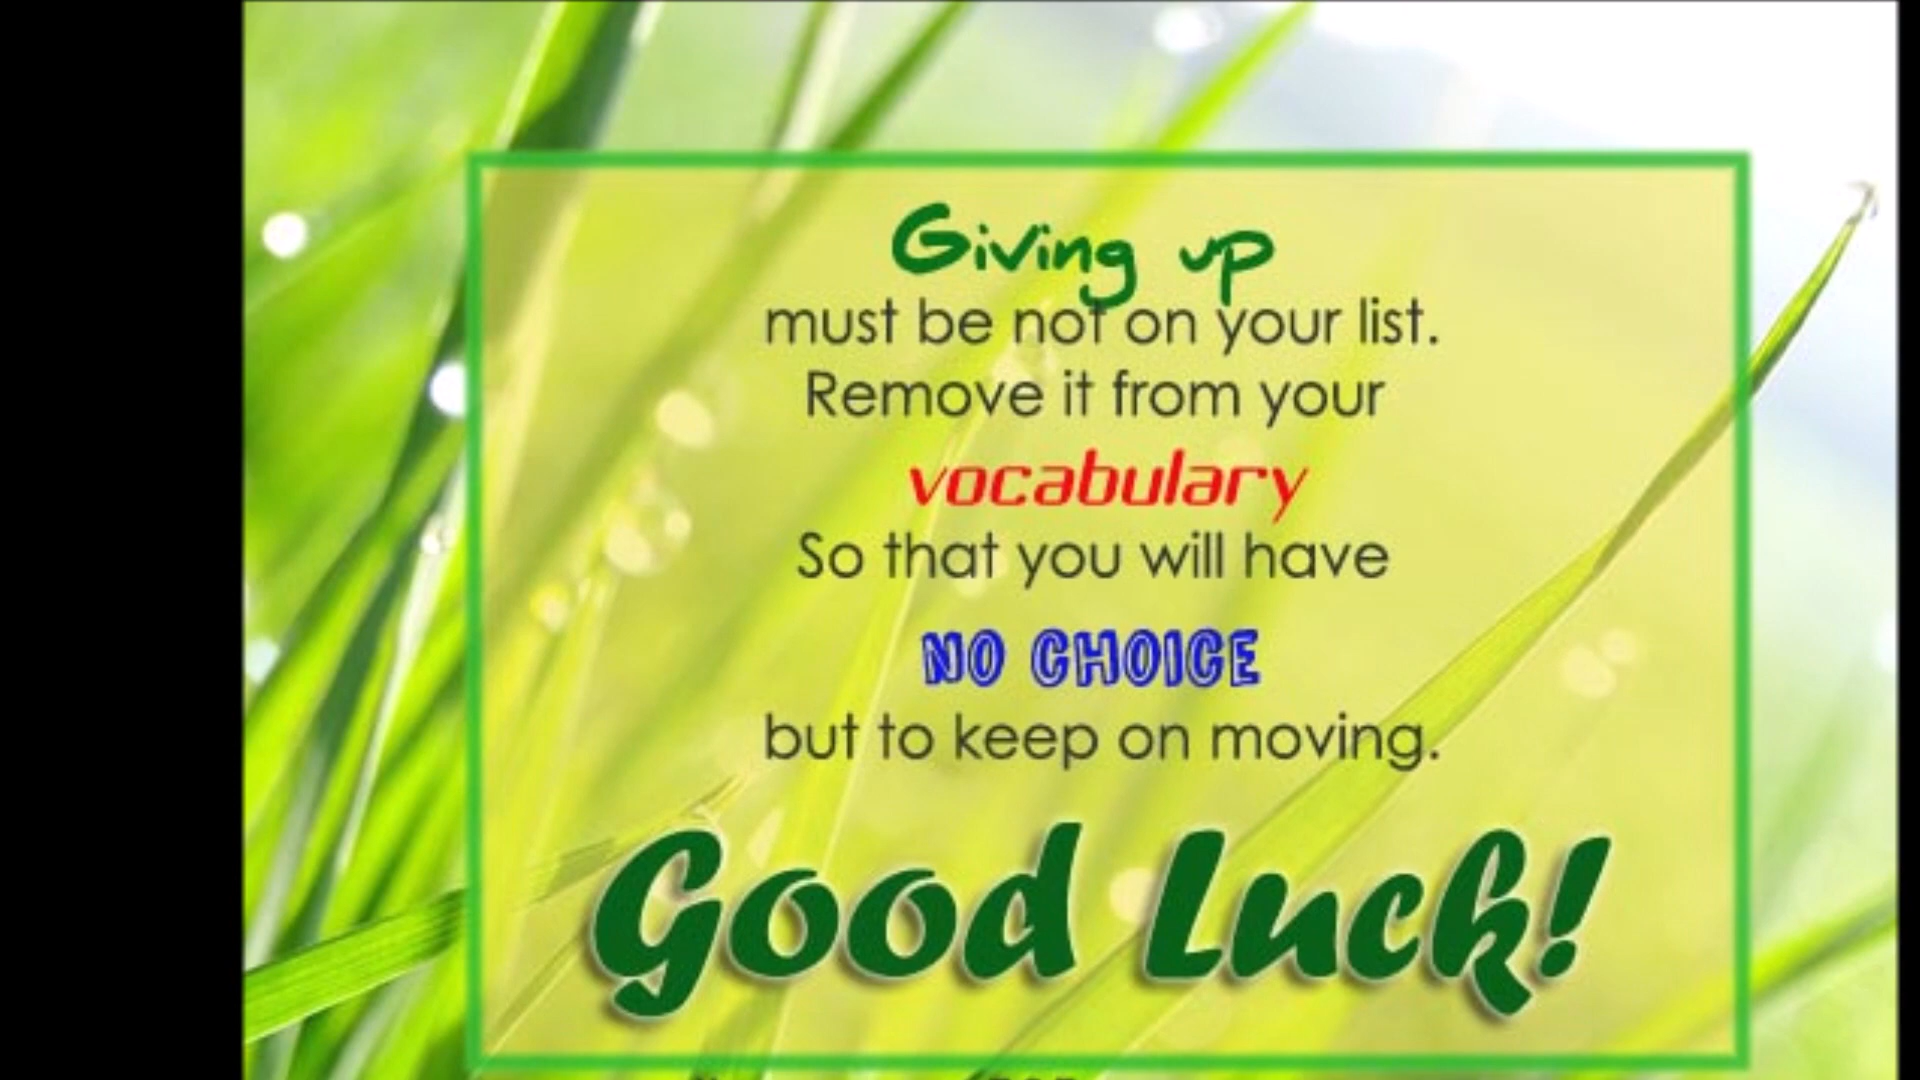 Giving up
must be not on your list.
Remove it from your
vocabulary
So that you will have
NO CHOICE
but to keep on moving.
Good Luck!